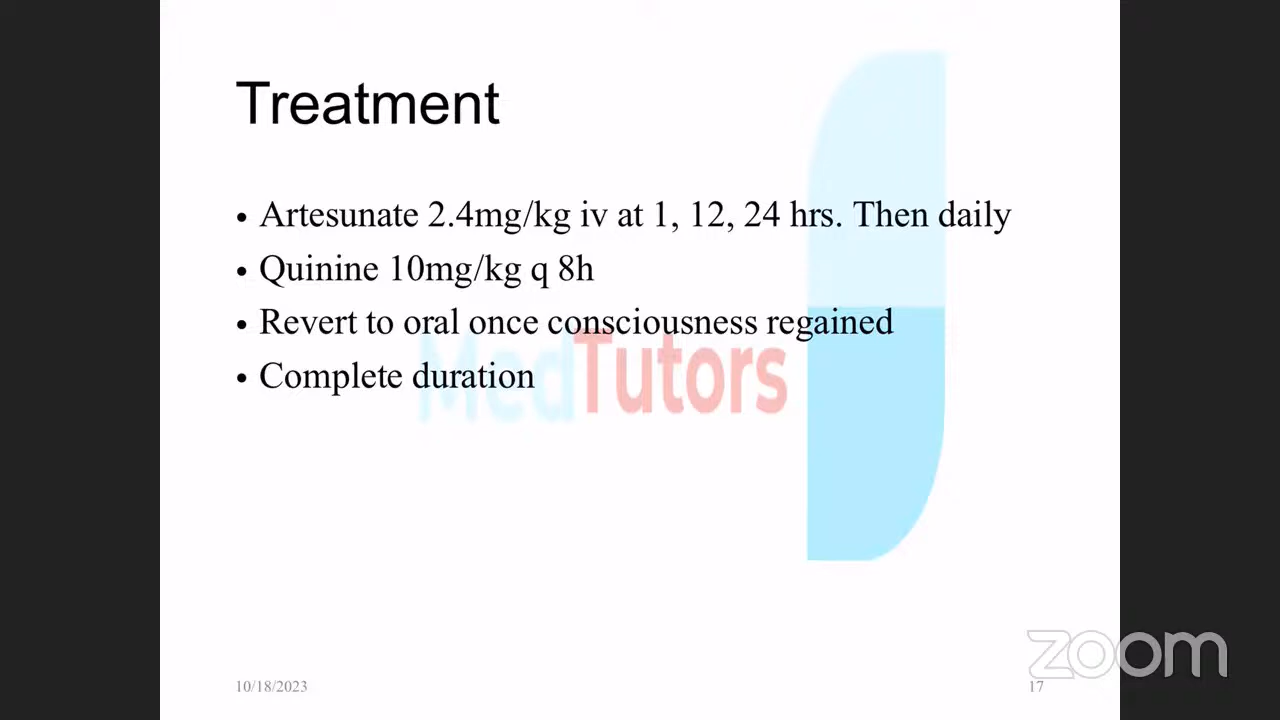 Treatment
• Artesunate 2.4mg/kg iv at 1, 12, 24 hrs. Then daily
• Quinine 10mg/kg q 8h
• Revert to oral once consciousness regained
• Complete duration
MedTutors
zoom
10/18/2023
17